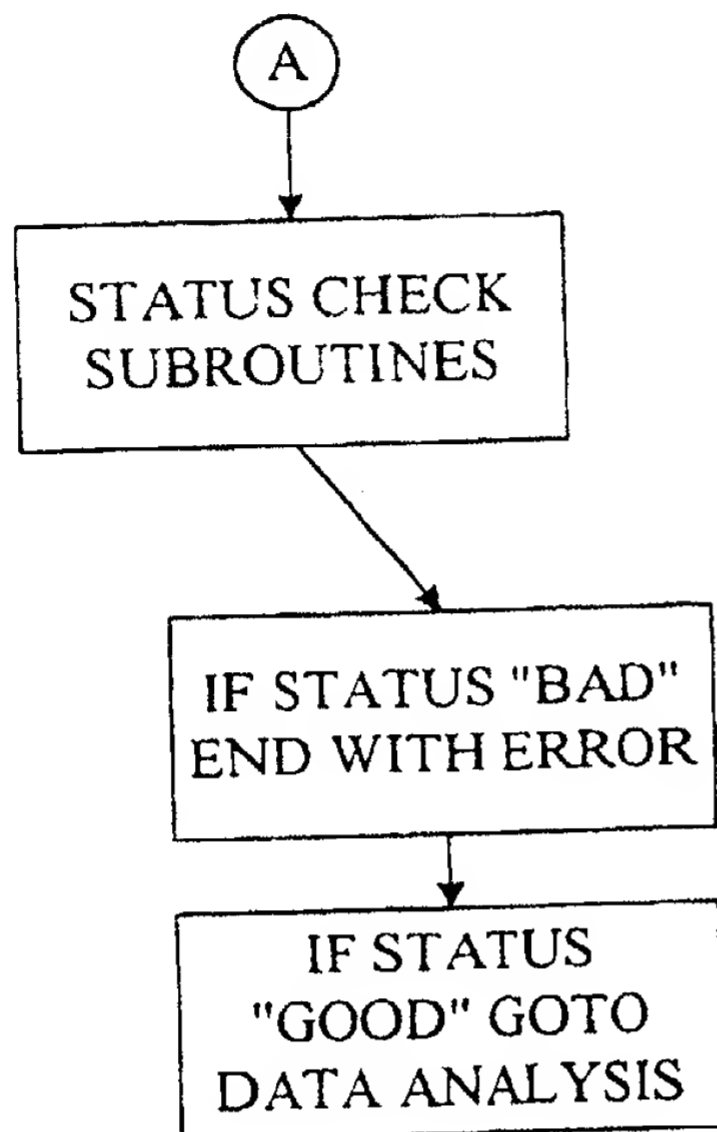 A
STATUS CHECK
SUBROUTINES
IF STATUS "BAD"
END WITH ERROR
IF STATUS
"GOOD" GOTO
DATA ANALYSIS